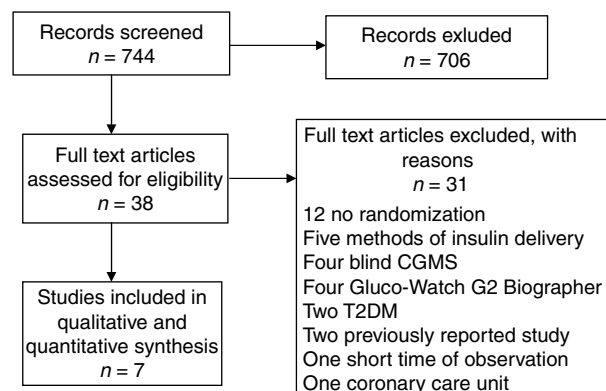 Records screened
n = 744
Records exluded
n = 706
Full text articles
assessed for eligibility
n = 38
Full text articles excluded, with
reasons
n = 31
12 no randomization
Five methods of insulin delivery
Four blind CGMS
Four Gluco-Watch G2 Biographer
Two T2DM
Two previously reported study
One short time of observation
One coronary care unit
Studies included in
qualitative and
quantitative synthesis
n = 7